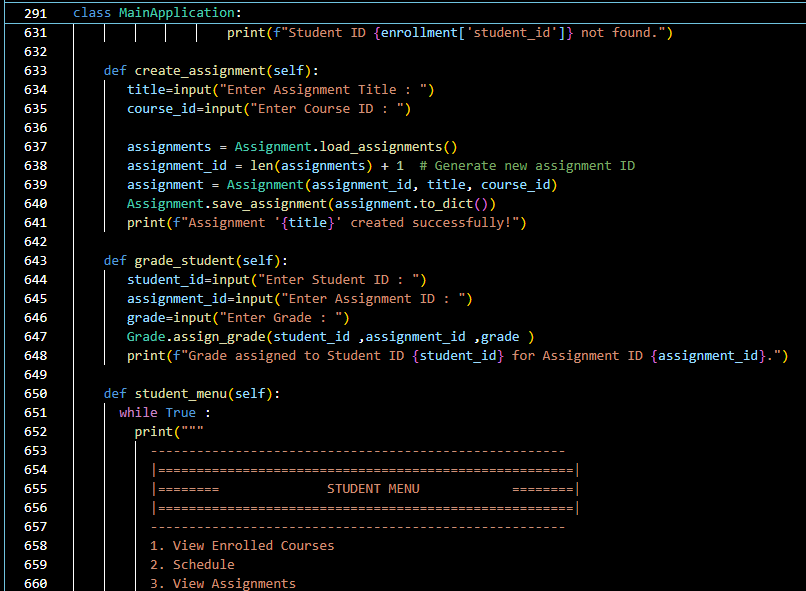 291 class MainApplication:
631 print(f"Student ID {enrollment['student_id']} not found.")
632
633 def create_assignment(self):
634 title=input("Enter Assignment Title : ")
635 course_id=input("Enter Course ID : ")
636
637 assignments = Assignment.load_assignments()
638 assignment_id = len(assignments) + 1  # Generate new assignment ID
639 assignment = Assignment(assignment_id, title, course_id)
640 Assignment.save_assignment(assignment.to_dict())
641 print(f"Assignment '{title}' created successfully!")
642
643 def grade_student(self):
644 student_id=input("Enter Student ID : ")
645 assignment_id=input("Enter Assignment ID : ")
646 grade=input("Enter Grade : ")
647 Grade.assign_grade(student_id ,assignment_id ,grade )
648 print(f"Grade assigned to Student ID {student_id} for Assignment ID {assignment_id}.")
649
650 def student_menu(self):
651 while True :
652 print("""
653 ------------------------------------------------------
654 |======================================================|
655 |========              STUDENT MENU            ========|
656 |======================================================|
657 ------------------------------------------------------
658 1. View Enrolled Courses
659 2. Schedule
660 3. View Assignments